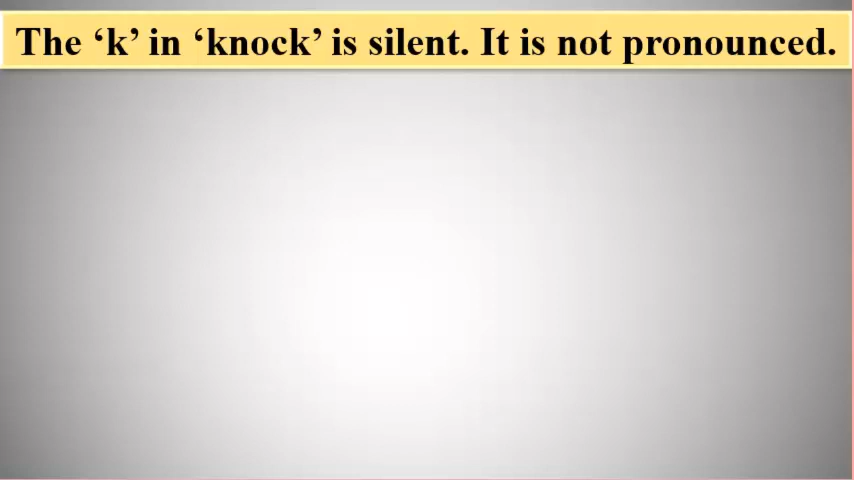 The ‘k’ in ‘knock’ is silent. It is not pronounced.